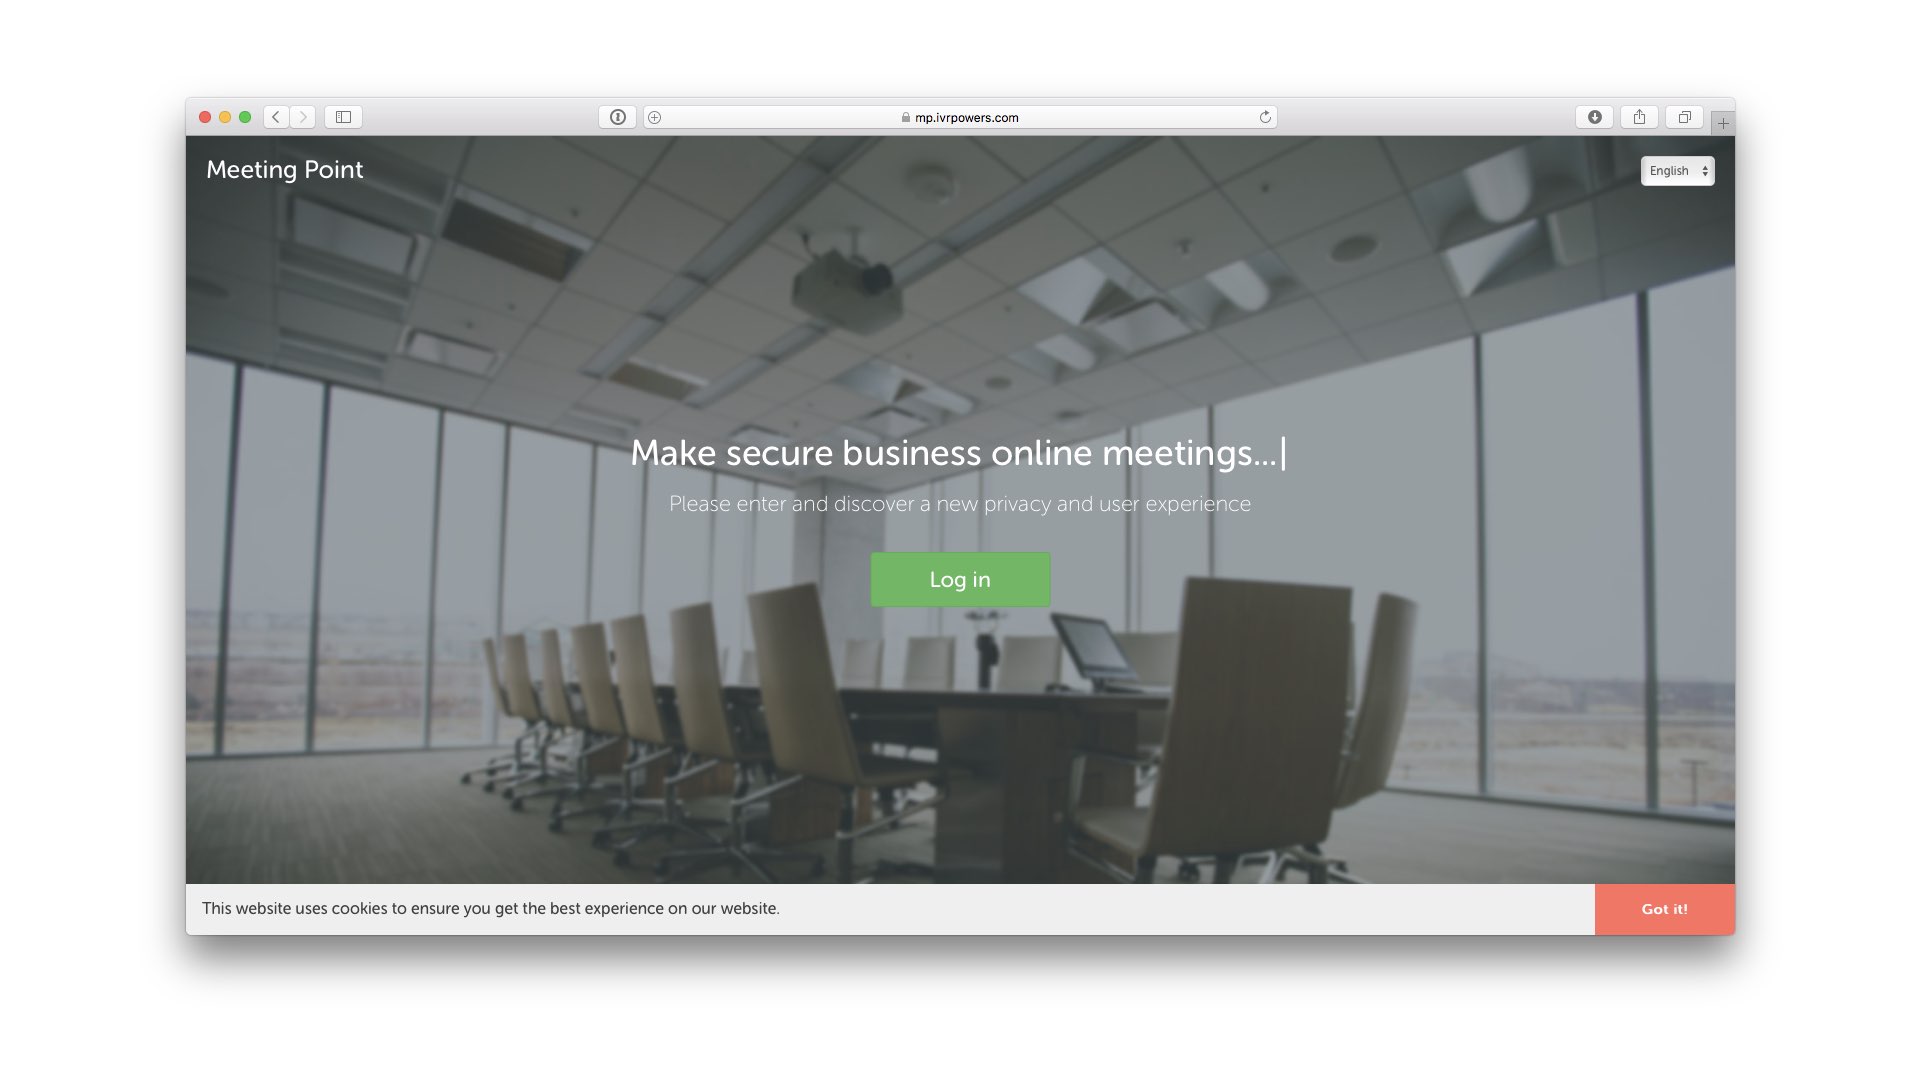 mp.ivrpowers.com
Meeting Point
English
Make secure business online meetings...|
Please enter and discover a new privacy and user experience
Log in
This website uses cookies to ensure you get the best experience on our website.
Got it!